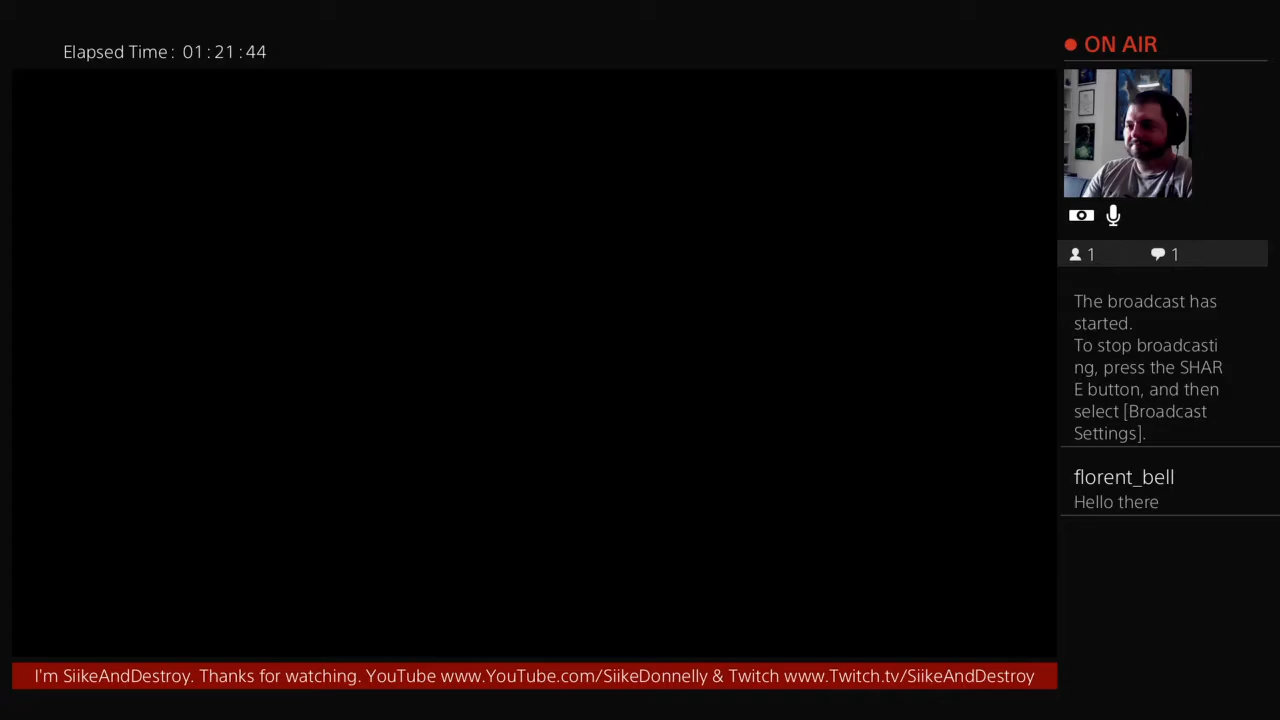 Elapsed Time: 01:21:44
ON AIR
1 1
The broadcast has
started.
To stop broadcasti
ng, press the SHAR
E button, and then
select [Broadcast
Settings].
florent_bell
Hello there
I'm SiikeAndDestroy. Thanks for watching. YouTube www.YouTube.com/SiikeDonnelly & Twitch www.Twitch.tv/SiikeAndDestroy